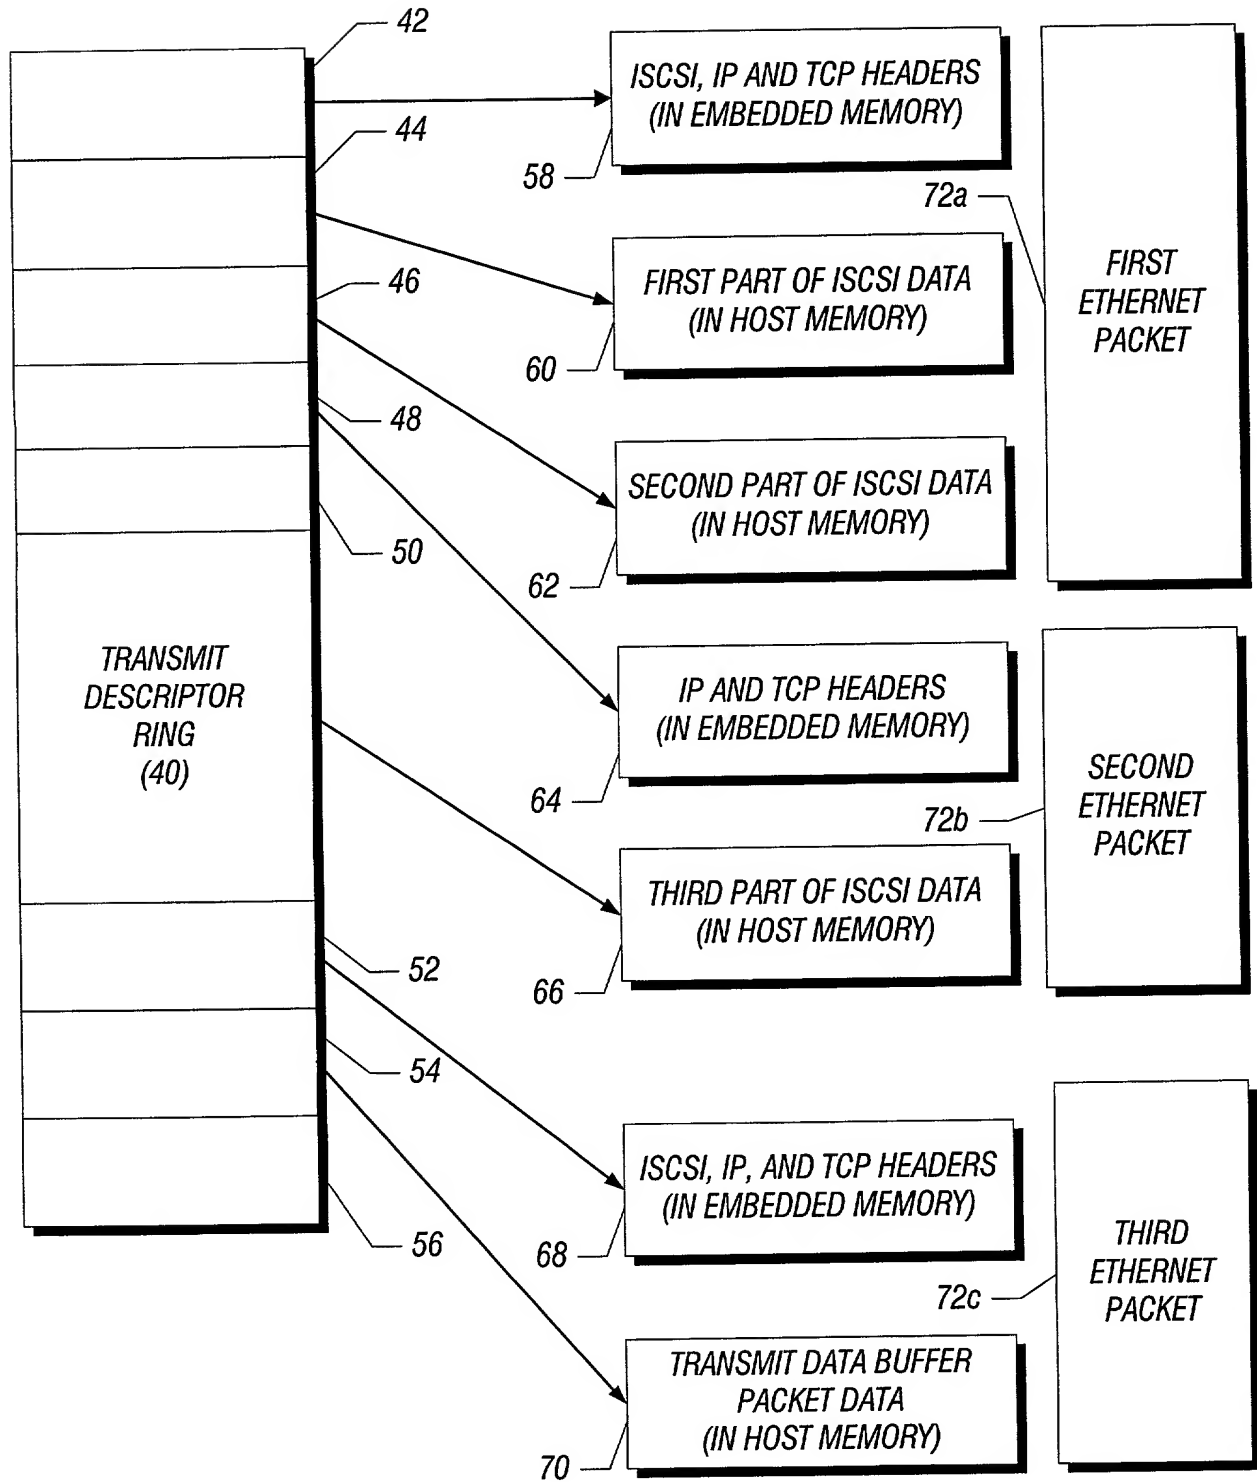 42
44
46
48
50
TRANSMIT
DESCRIPTOR
RING
(40)
52
54
56
ISCSI, IP AND TCP HEADERS
(IN EMBEDDED MEMORY)
58
FIRST PART OF ISCSI DATA
(IN HOST MEMORY)
60
SECOND PART OF ISCSI DATA
(IN HOST MEMORY)
62
IP AND TCP HEADERS
(IN EMBEDDED MEMORY)
64
THIRD PART OF ISCSI DATA
(IN HOST MEMORY)
66
ISCSI, IP, AND TCP HEADERS
(IN EMBEDDED MEMORY)
68
TRANSMIT DATA BUFFER
PACKET DATA
(IN HOST MEMORY)
70
72a
FIRST
ETHERNET
PACKET
72b
SECOND
ETHERNET
PACKET
72c
THIRD
ETHERNET
PACKET